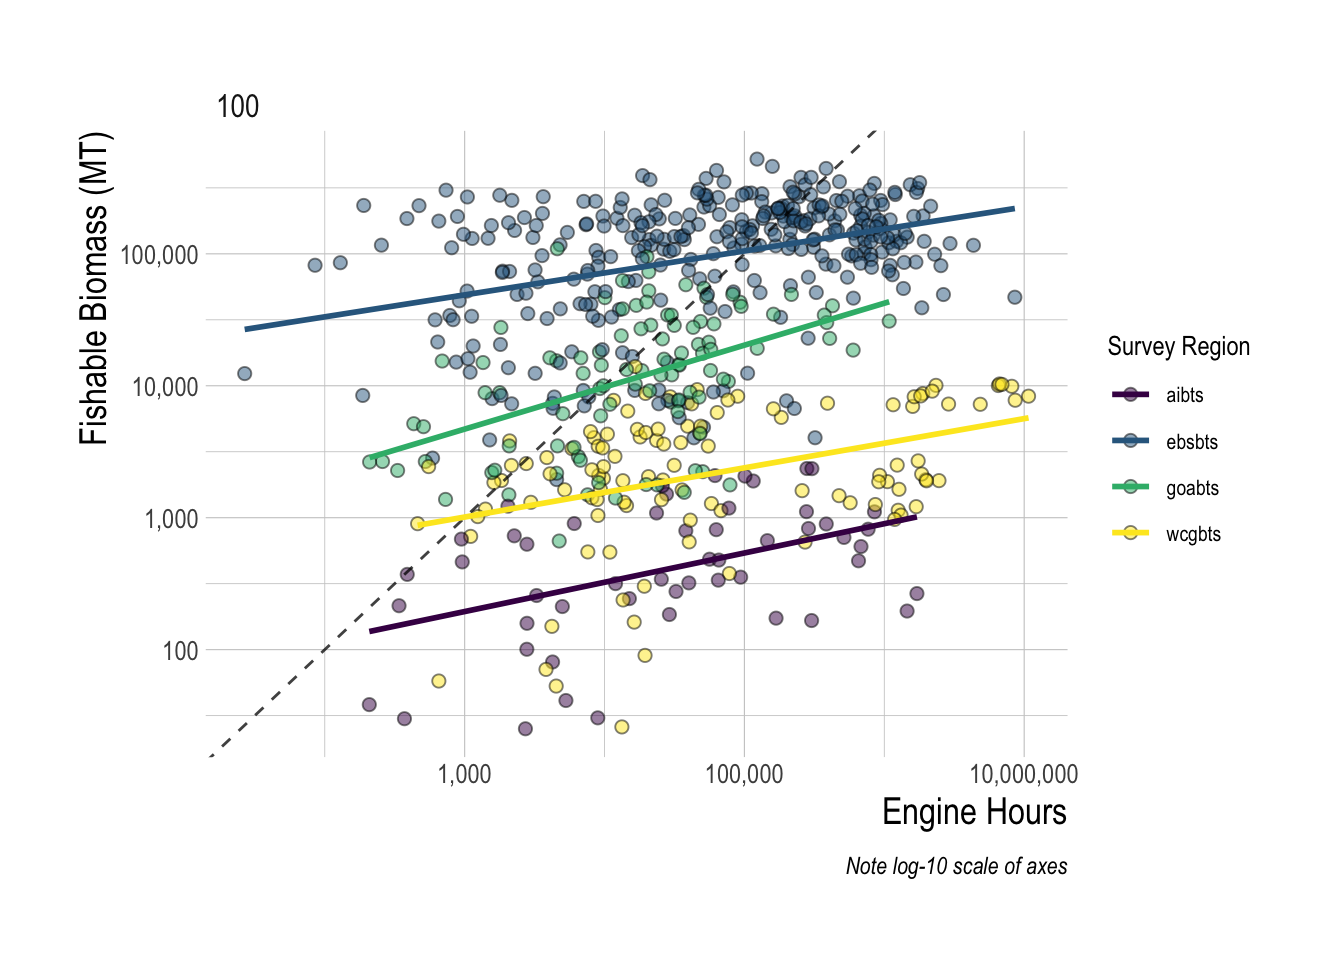 100
Fishable Biomass (MT)
100,000
10,000
1,000
100
1,000
100,000
10,000,000
Engine Hours
Note log-10 scale of axes
Survey Region
aibts
ebsbts
goabts
wcgbts